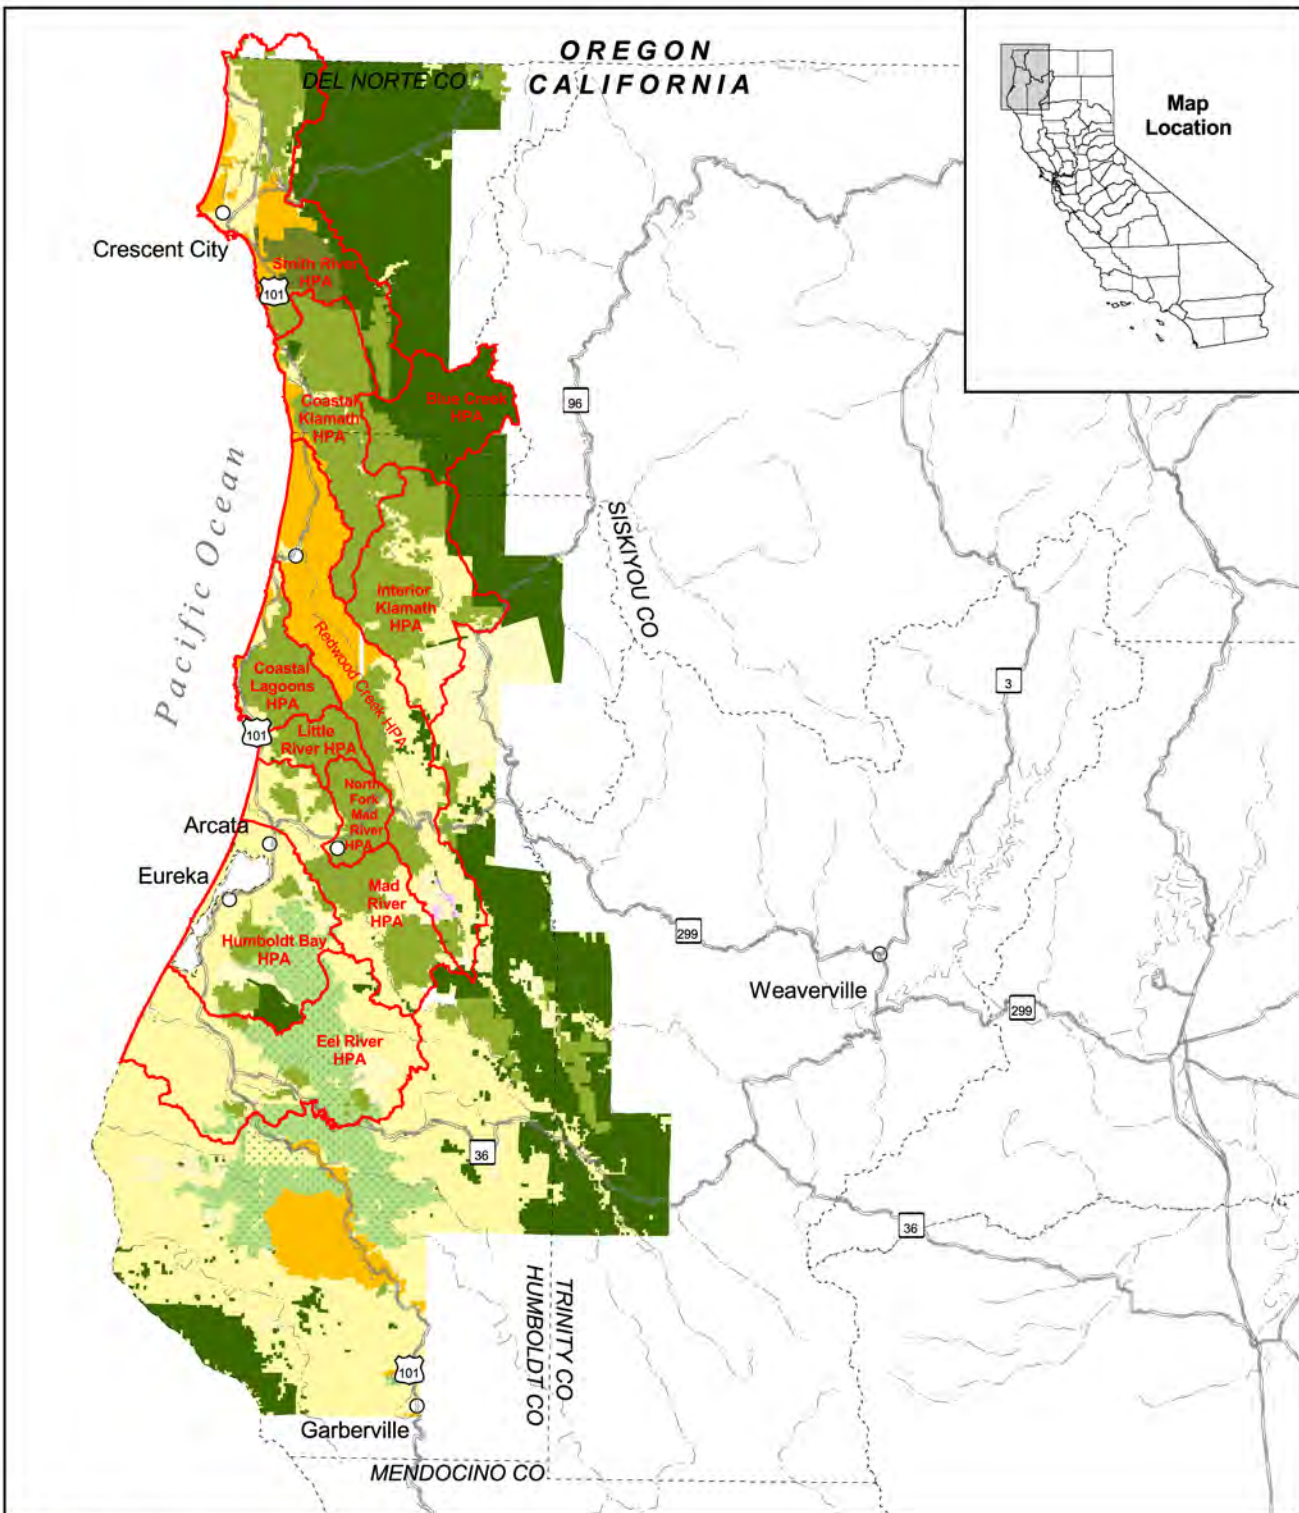 OREGON
CALIFORNIA
DEL NORTE CO
Map
Location
Crescent City
Smith River
HPA
101
Coastal
Klamath
HPA
Blue Creek
HPA
96
Pacific Ocean
SISKIYOU CO
Interior
Klamath
HPA
Redwood Creek HPA
Coastal
Lagoons
HPA
3
101
Little
River HPA
North
Fork
Mad
River
HPA
Arcata
Eureka
Mad
River
HPA
299
Humboldt Bay
HPA
Weaverville
299
Eel River
HPA
36
36
TRINITY CO
HUMBOLDT CO
101
Garberville
MENDOCINO CO